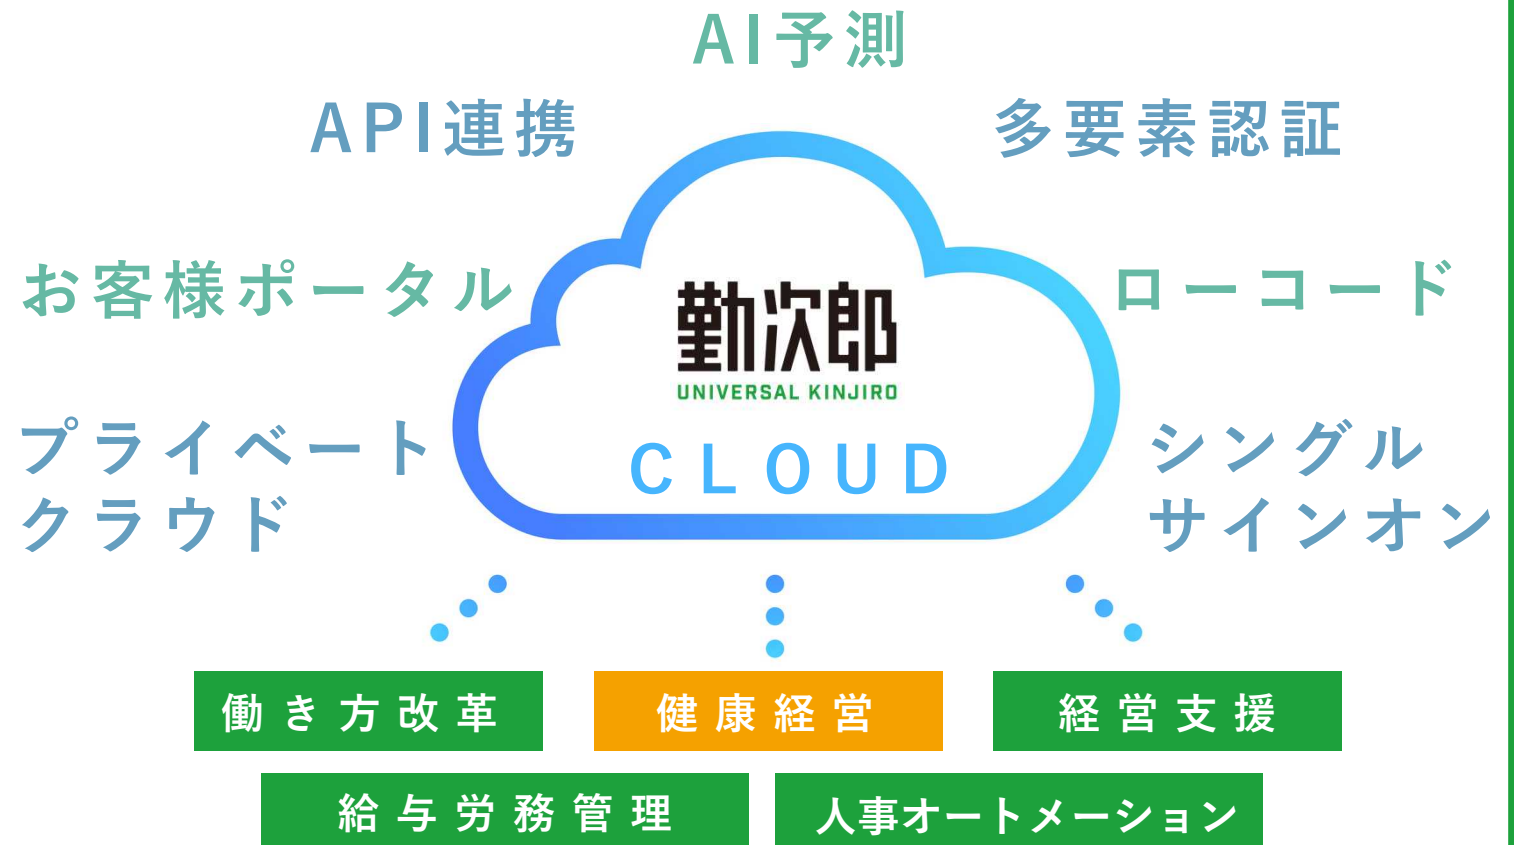 AI予測
API連携
多要素認証
お客様ポータル
ローコード
勤次郎
UNIVERSAL KINJIRO
CLOUD
プライベート
クラウド
シングル
サインオン
働き方改革
健康経営
経営支援
給与労務管理
人事オートメーション